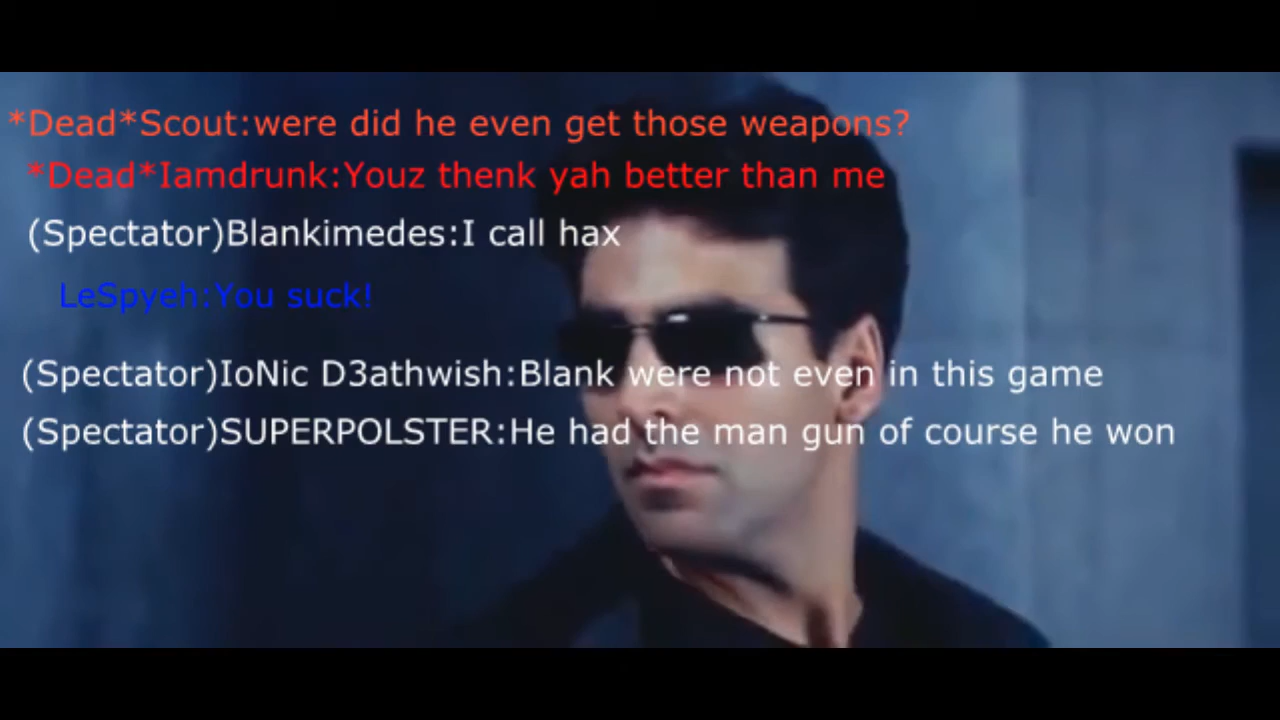 *Dead*Scout:were did he even get those weapons?
*Dead*Iamdrunk:Youz thenk yah better than me
(Spectator)Blankimedes:I call hax
LeSpyeh:You suck!
(Spectator)IoNic D3athwish:Blank were not even in this game
(Spectator)SUPERPOLSTER:He had the man gun of course he won